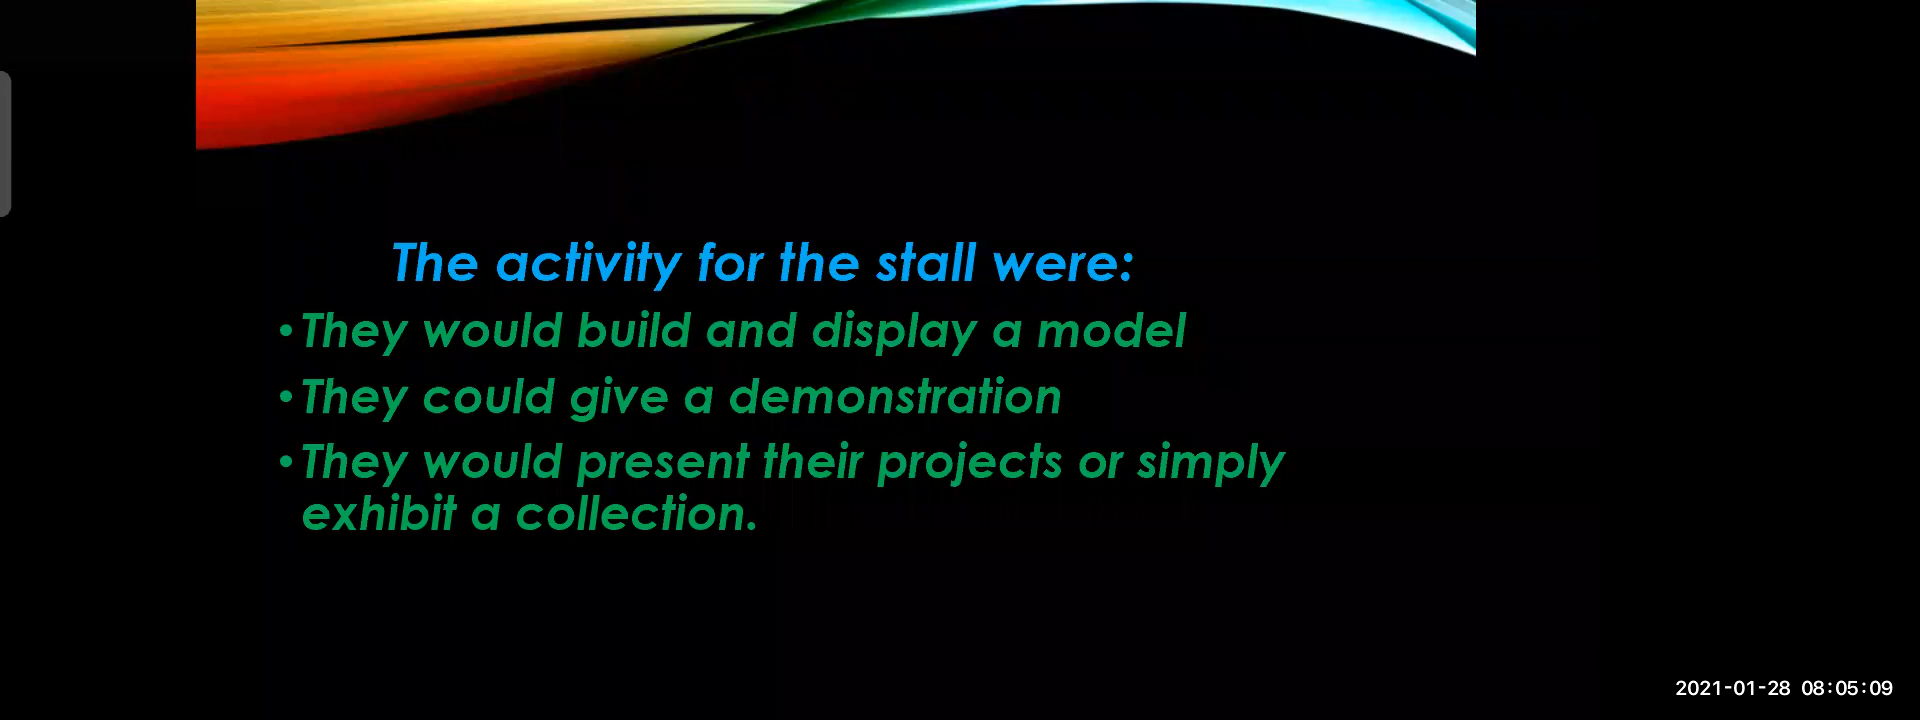 The activity for the stall were:
•They would build and display a model
•They could give a demonstration
•They would present their projects or simply
exhibit a collection.
2021-01-28 08:05:09